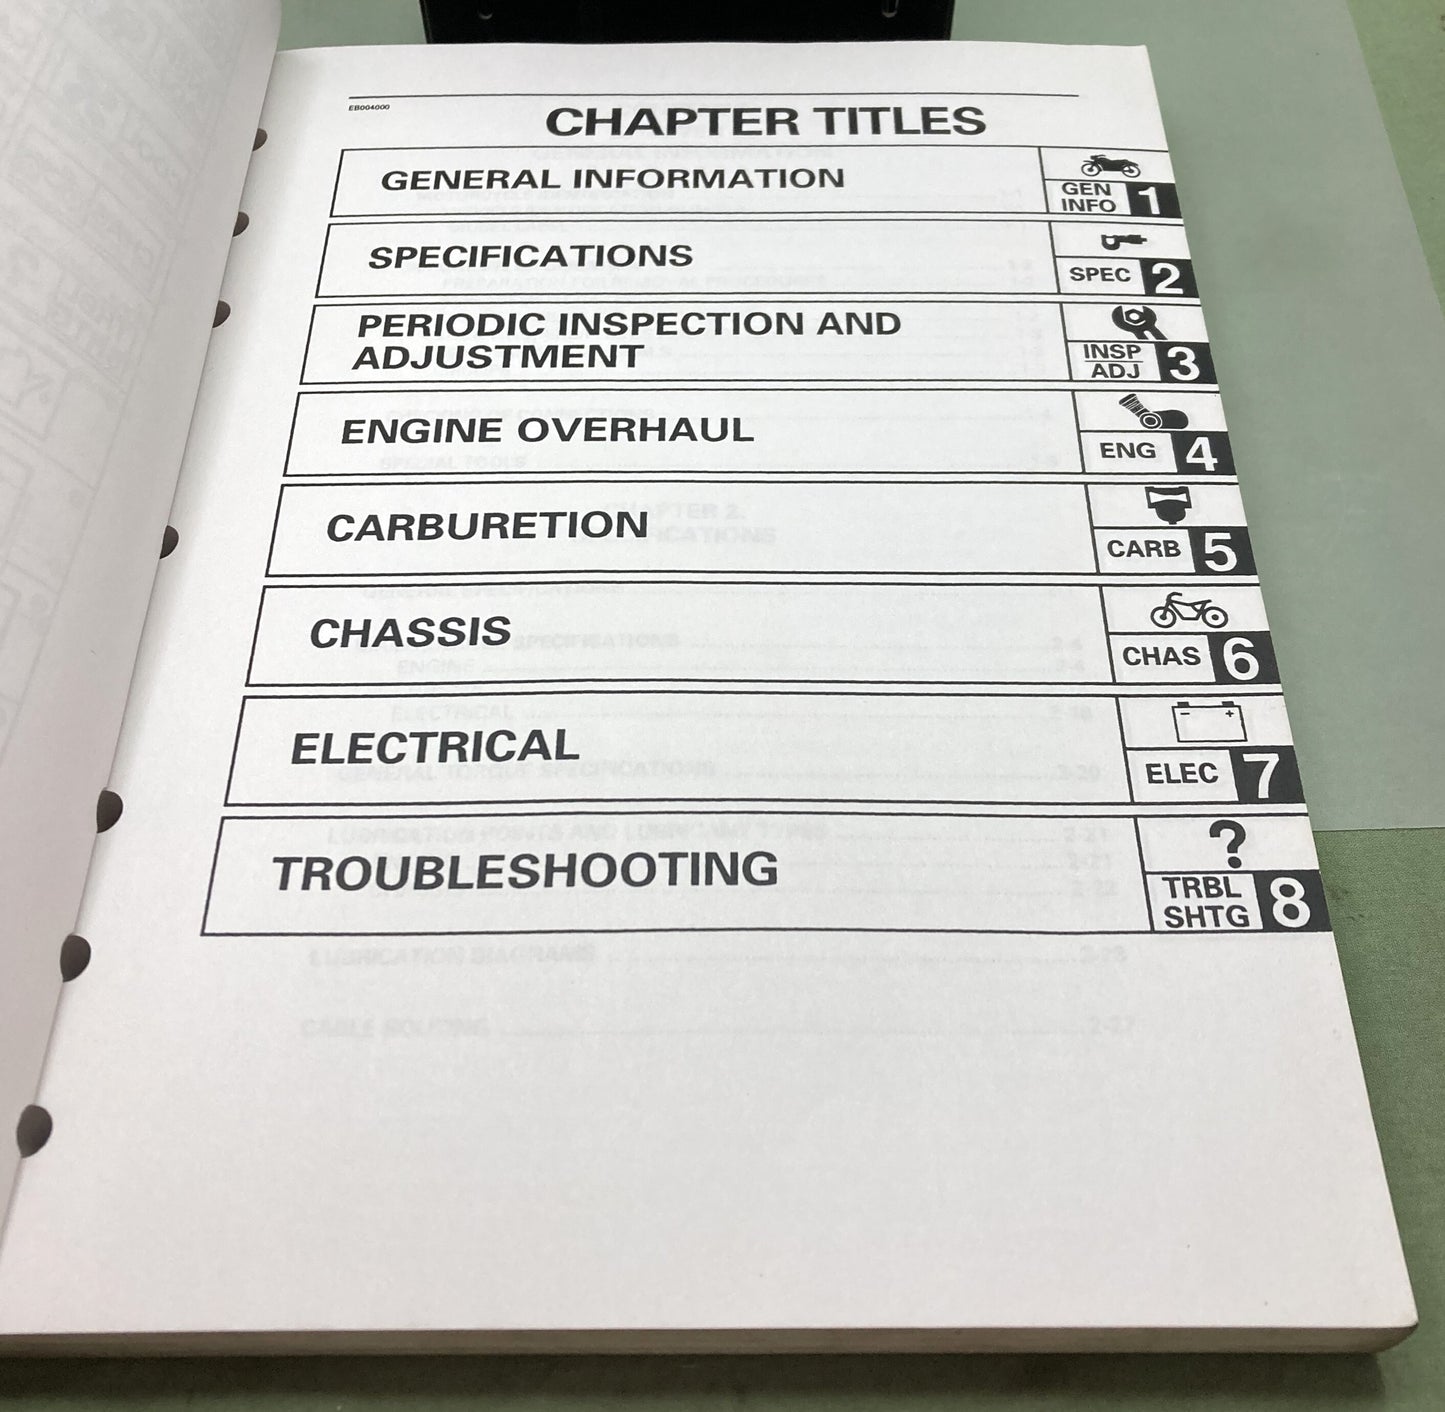 EB004000
CHAPTER TITLES
GENERAL INFORMATION
GEN
INFO 1
SPECIFICATIONS
SPEC 2
PERIODIC INSPECTION AND
ADJUSTMENT
INSP
ADJ 3
ENGINE OVERHAUL
ENG 4
CARBURETION
CARB 5
CHASSIS
CHAS 6
ELECTRICAL
- +
ELEC 7
TROUBLESHOOTING
?
TRBL
SHTG 8